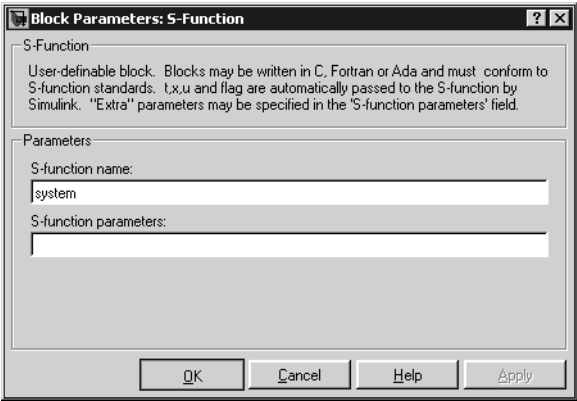 Block Parameters: S-Function
S-Function
User-definable block.  Blocks may be written in C, Fortran or Ada and must  conform to
S-function standards.  t,x,u and flag are automatically passed to the S-function by
Simulink.  "Extra" parameters may be specified in the 'S-function parameters' field.
Parameters
S-function name:
system
S-function parameters:
OK Cancel Help Apply